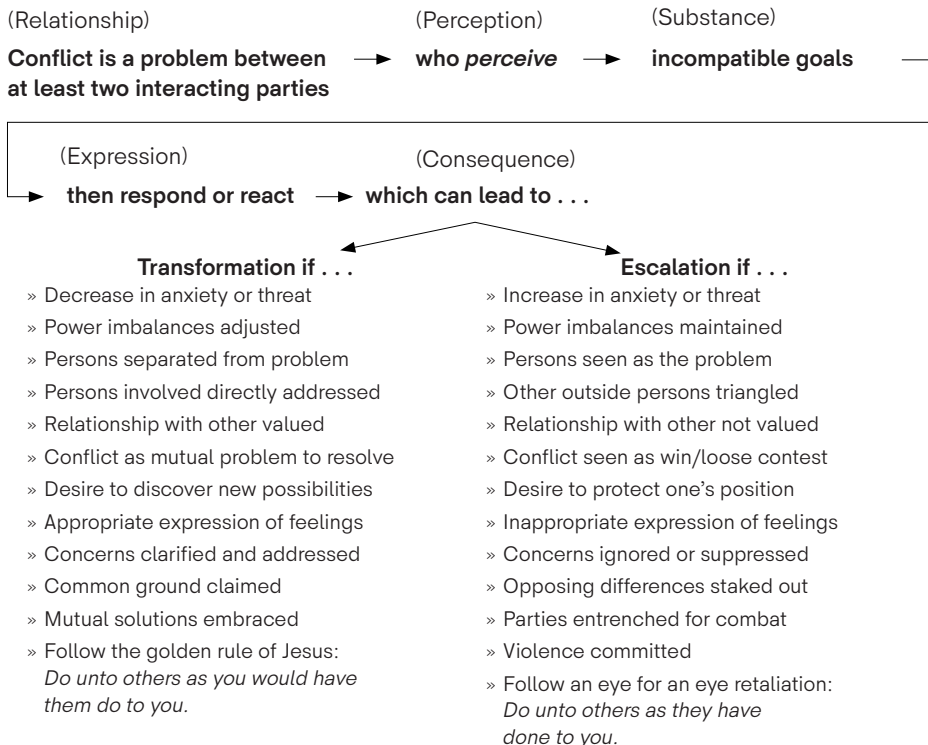 (Relationship)
(Perception)
(Substance)
Conflict is a problem between
at least two interacting parties
who perceive
incompatible goals
(Expression)
(Consequence)
then respond or react
which can lead to . . .
Transformation if . . .
» Decrease in anxiety or threat
» Power imbalances adjusted
» Persons separated from problem
» Persons involved directly addressed
» Relationship with other valued
» Conflict as mutual problem to resolve
» Desire to discover new possibilities
» Appropriate expression of feelings
» Concerns clarified and addressed
» Common ground claimed
» Mutual solutions embraced
» Follow the golden rule of Jesus:
Do unto others as you would have
them do to you.
Escalation if . . .
» Increase in anxiety or threat
» Power imbalances maintained
» Persons seen as the problem
» Other outside persons triangled
» Relationship with other not valued
» Conflict seen as win/loose contest
» Desire to protect one’s position
» Inappropriate expression of feelings
» Concerns ignored or suppressed
» Opposing differences staked out
» Parties entrenched for combat
» Violence committed
» Follow an eye for an eye retaliation:
Do unto others as they have
done to you.